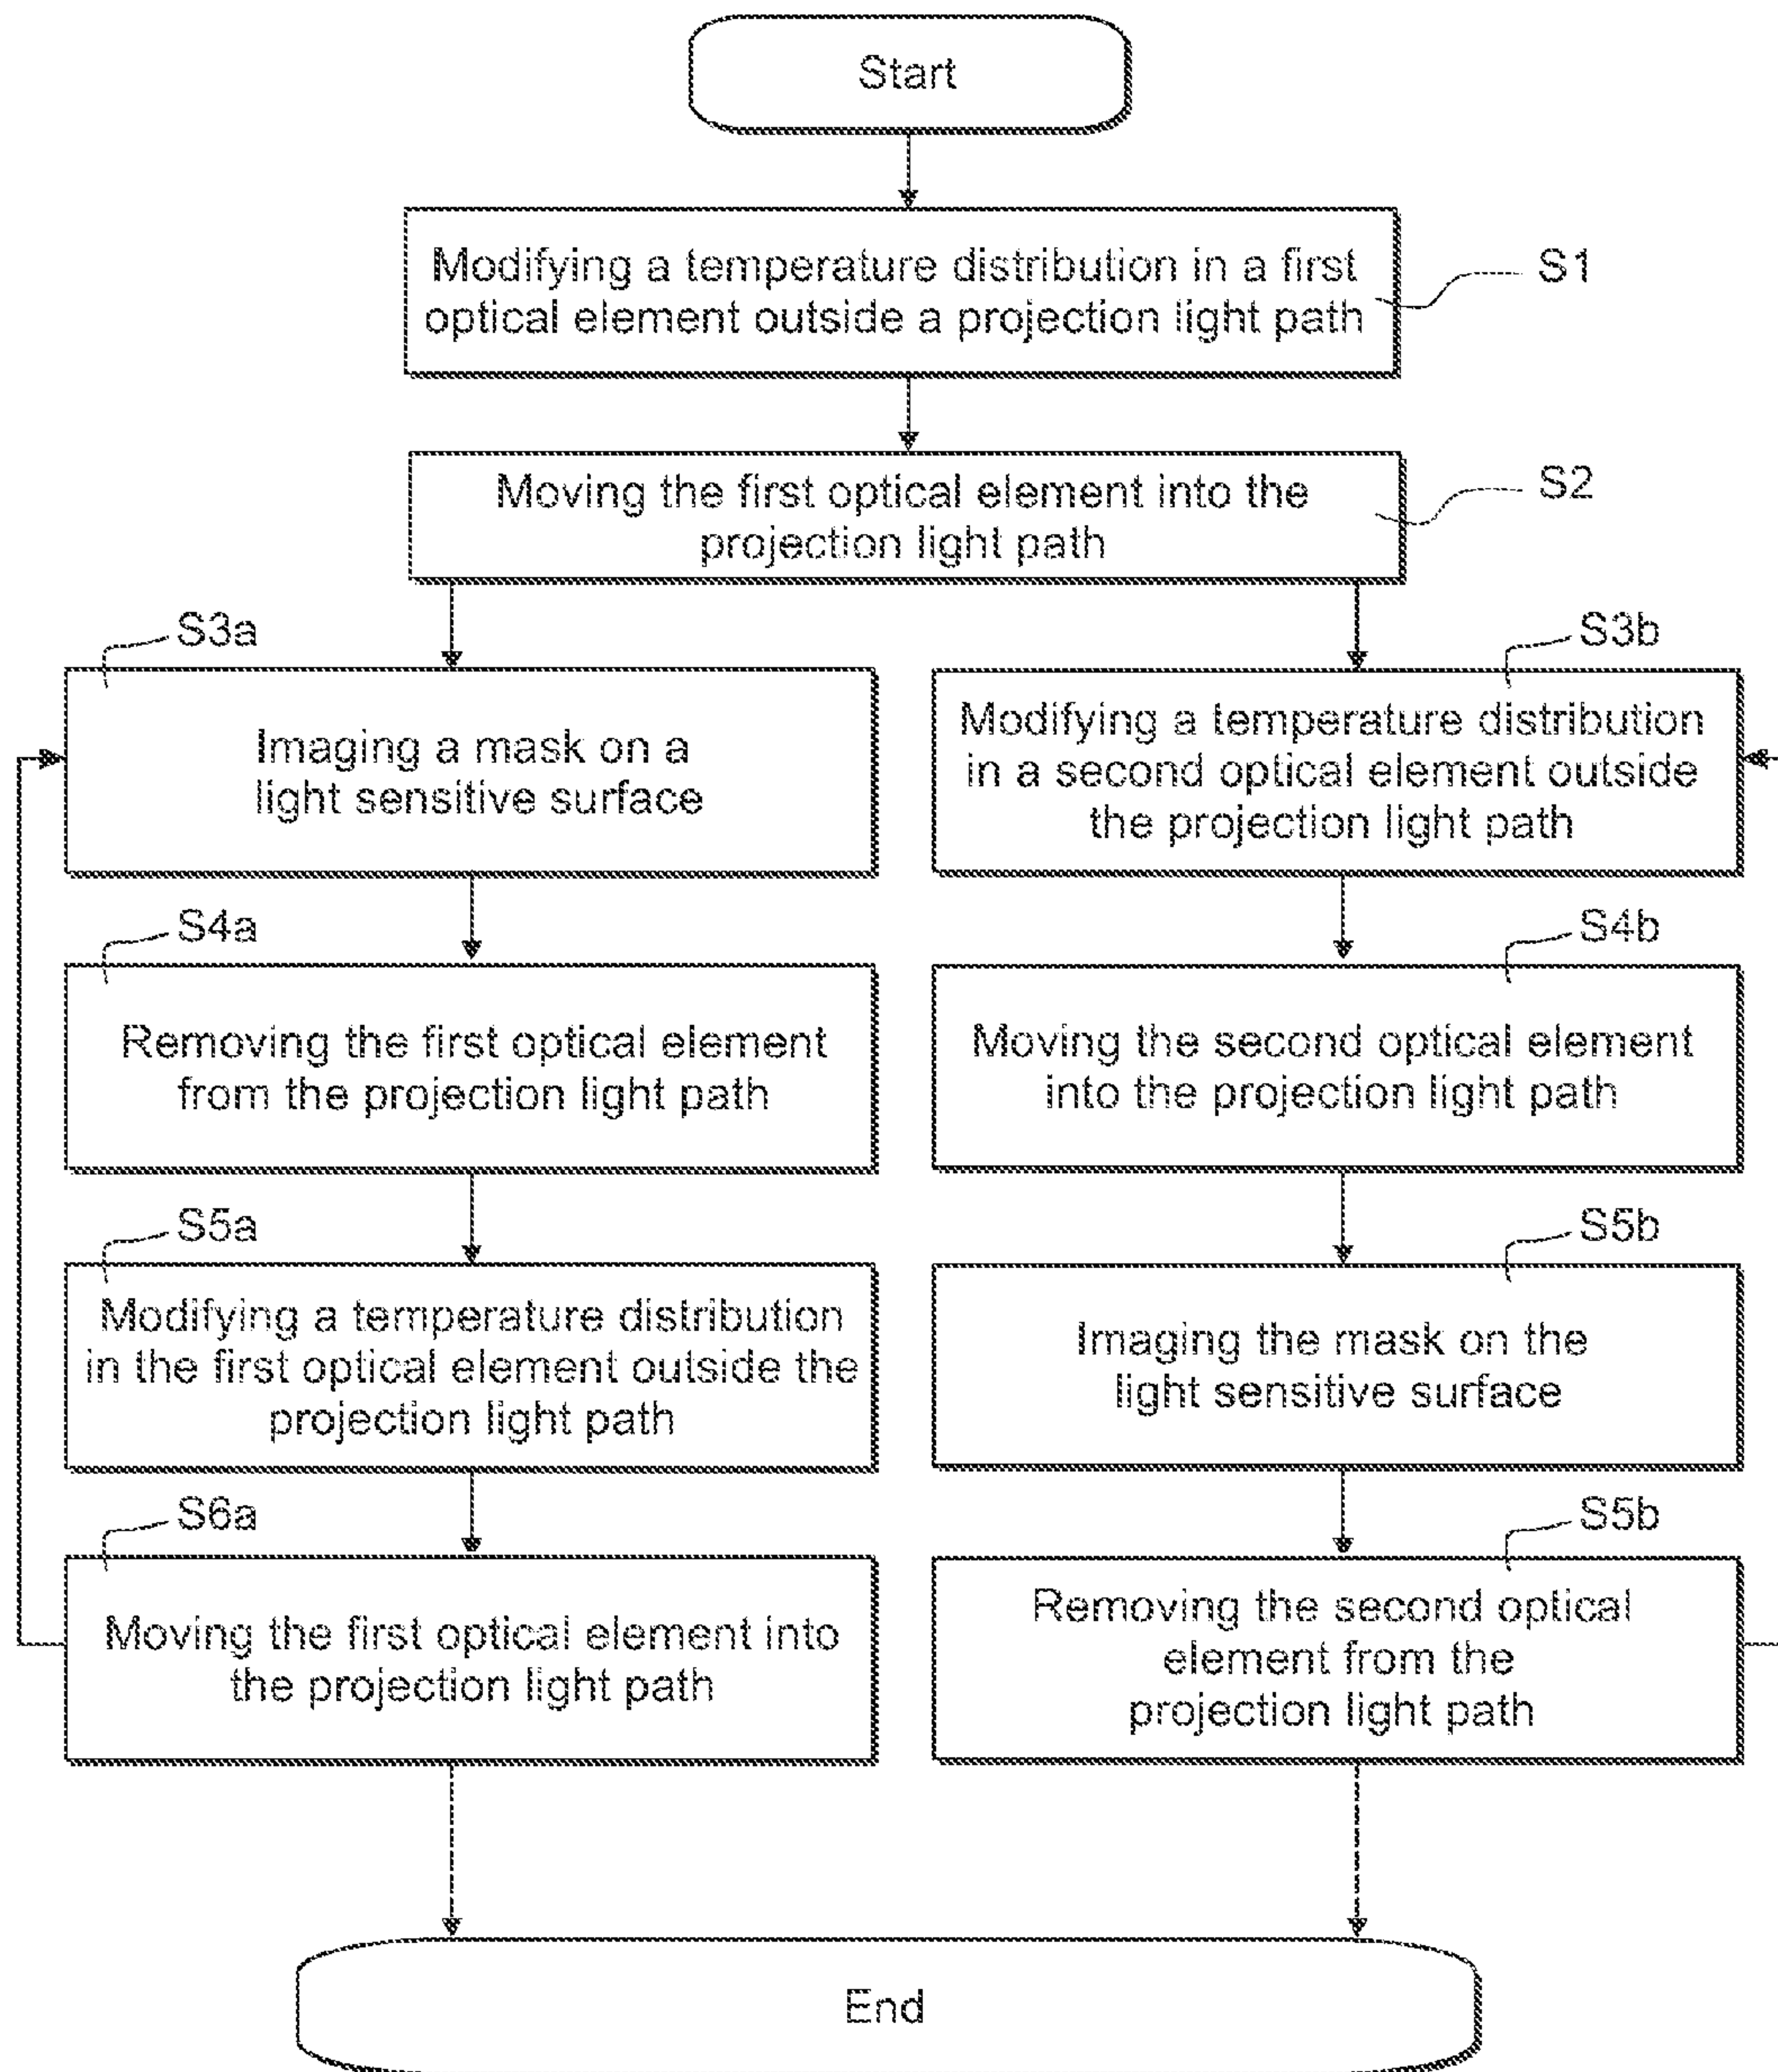 Start
Modifying a temperature distribution in a first
optical element outside a projection light path
S1
Moving the first optical element into the
projection light path
S2
S3a
Imaging a mask on a
light sensitive surface
S3b
Modifying a temperature distribution
in a second optical element outside
the projection light path
S4a
Removing the first optical element
from the projection light path
S4b
Moving the second optical element
into the projection light path
S5a
Modifying a temperature distribution
in the first optical element outside the
projection light path
S5b
Imaging the mask on the
light sensitive surface
S6a
Moving the first optical element into
the projection light path
S5b
Removing the second optical
element from the
projection light path
End